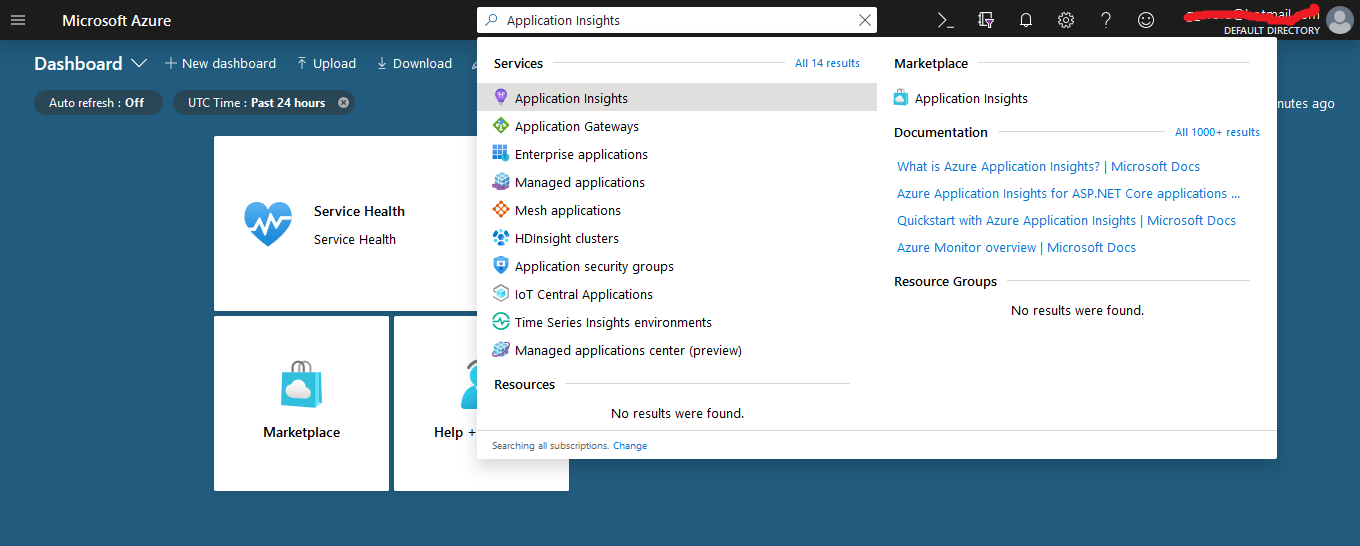 Microsoft Azure
Application Insights
@hotmail.com
DEFAULT DIRECTORY
Dashboard
New dashboard
Upload
Download
Auto refresh : Off
UTC Time : Past 24 hours
nutes ago
Services
All 14 results
Application Insights
Application Gateways
Enterprise applications
Managed applications
Mesh applications
HDInsight clusters
Application security groups
IoT Central Applications
Time Series Insights environments
Managed applications center (preview)
Resources
No results were found.
Searching all subscriptions. Change
Marketplace
Application Insights
Documentation
All 1000+ results
What is Azure Application Insights? | Microsoft Docs
Azure Application Insights for ASP.NET Core applications ...
Quickstart with Azure Application Insights | Microsoft Docs
Azure Monitor overview | Microsoft Docs
Resource Groups
No results were found.
Service Health
Service Health
Marketplace
Help +